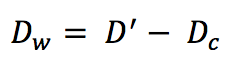 D_w = D′ − D_c